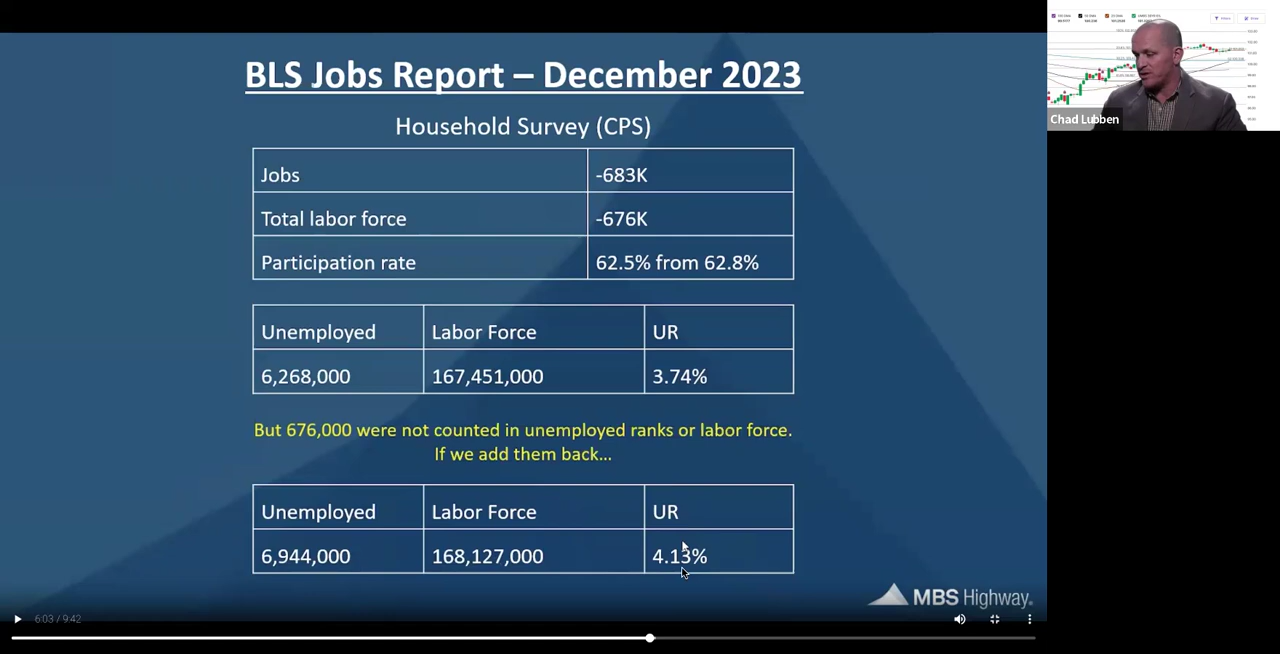 BLS Jobs Report – December 2023
Household Survey (CPS)
Jobs -683K
Total labor force -676K
Participation rate 62.5% from 62.8%
Unemployed Labor Force UR
6,268,000 167,451,000 3.74%
But 676,000 were not counted in unemployed ranks or labor force.
If we add them back...
Unemployed Labor Force UR
6,944,000 168,127,000 4.13%
MBS Highway.
6:03 / 9:42
Chad Lubben